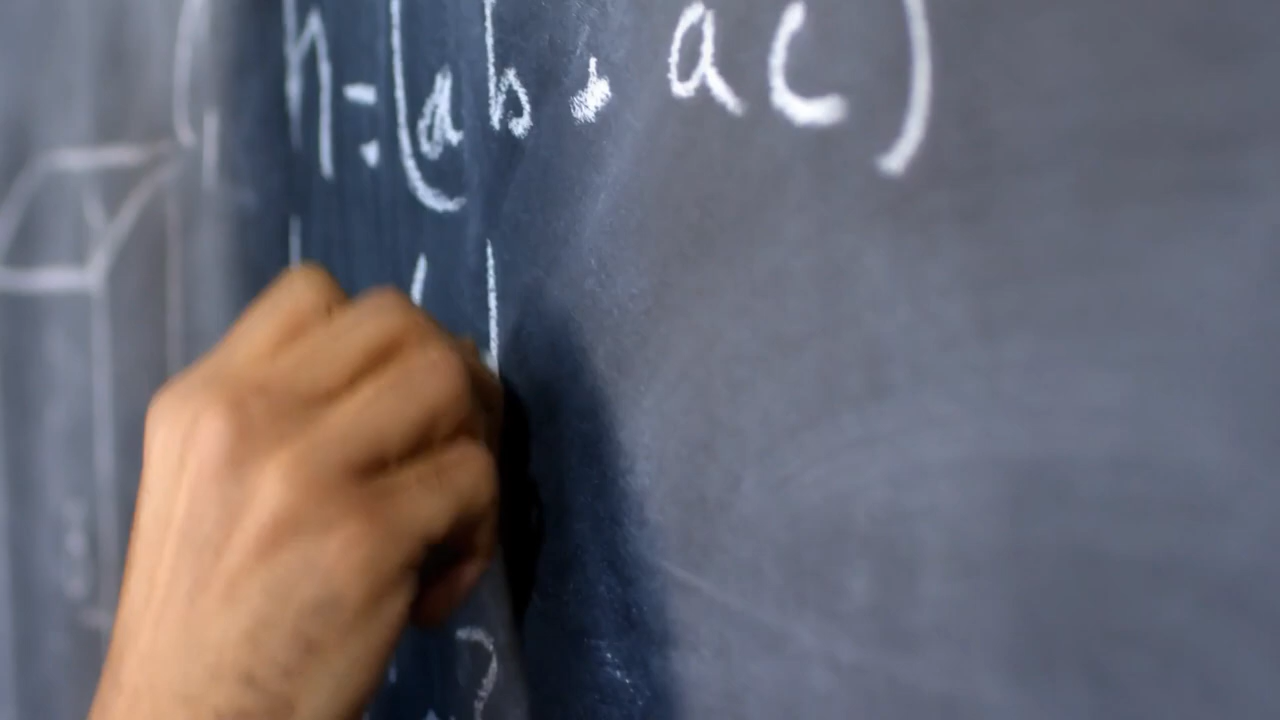 n = (ab . ac)
?